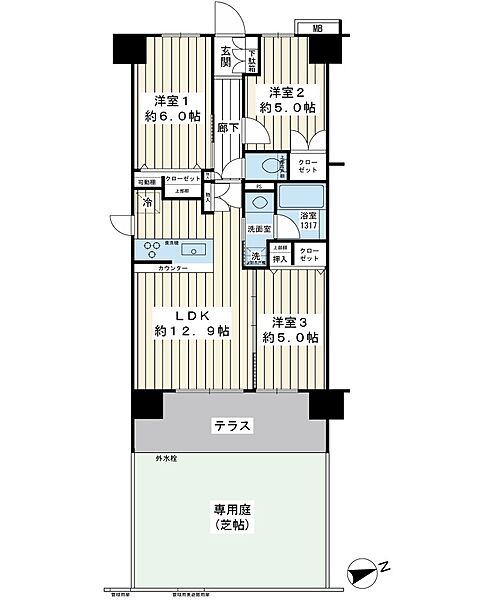 MB
玄関
下駄箱
洋室1
約6.0帖
洋室2
約5.0帖
廊下
クローゼット
可動棚
クローゼット
上部棚
物入
冷
PS
浴室
1317
洗面室
洗
食洗機
カウンター
上部棚
押入
クローゼット
LDK
約12.9帖
洋室3
約5.0帖
テラス
外水栓
専用庭
(芝帖)
N